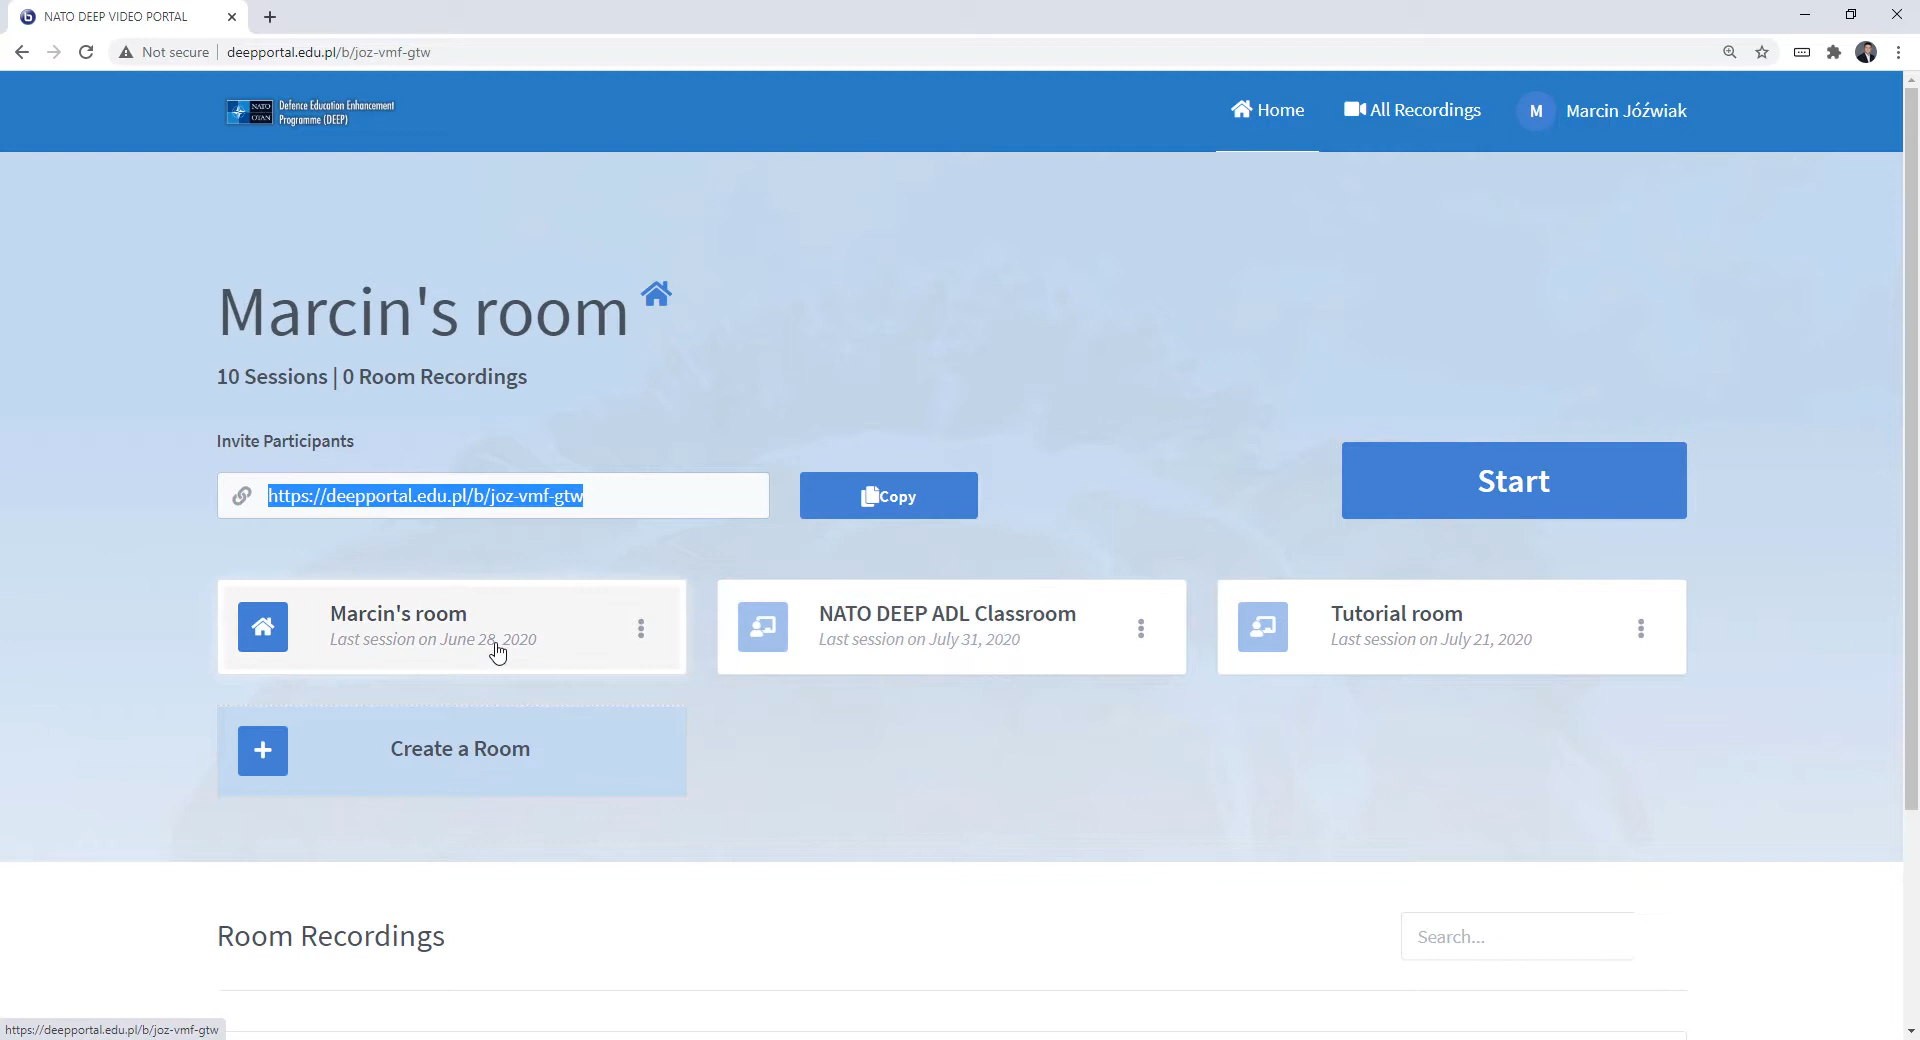 NATO DEEP VIDEO PORTAL
Not secure
deepportal.edu.pl/b/joz-vmf-gtw
NATO
OTAN
Defence Education Enhancement
Programme (DEEP)
Home
All Recordings
M
Marcin Jóźwiak
Marcin's room
10 Sessions | 0 Room Recordings
Invite Participants
https://deepportal.edu.pl/b/joz-vmf-gtw
Copy
Start
Marcin's room
Last session on June 28, 2020
NATO DEEP ADL Classroom
Last session on July 31, 2020
Tutorial room
Last session on July 21, 2020
Create a Room
Room Recordings
Search...
https://deepportal.edu.pl/b/joz-vmf-gtw